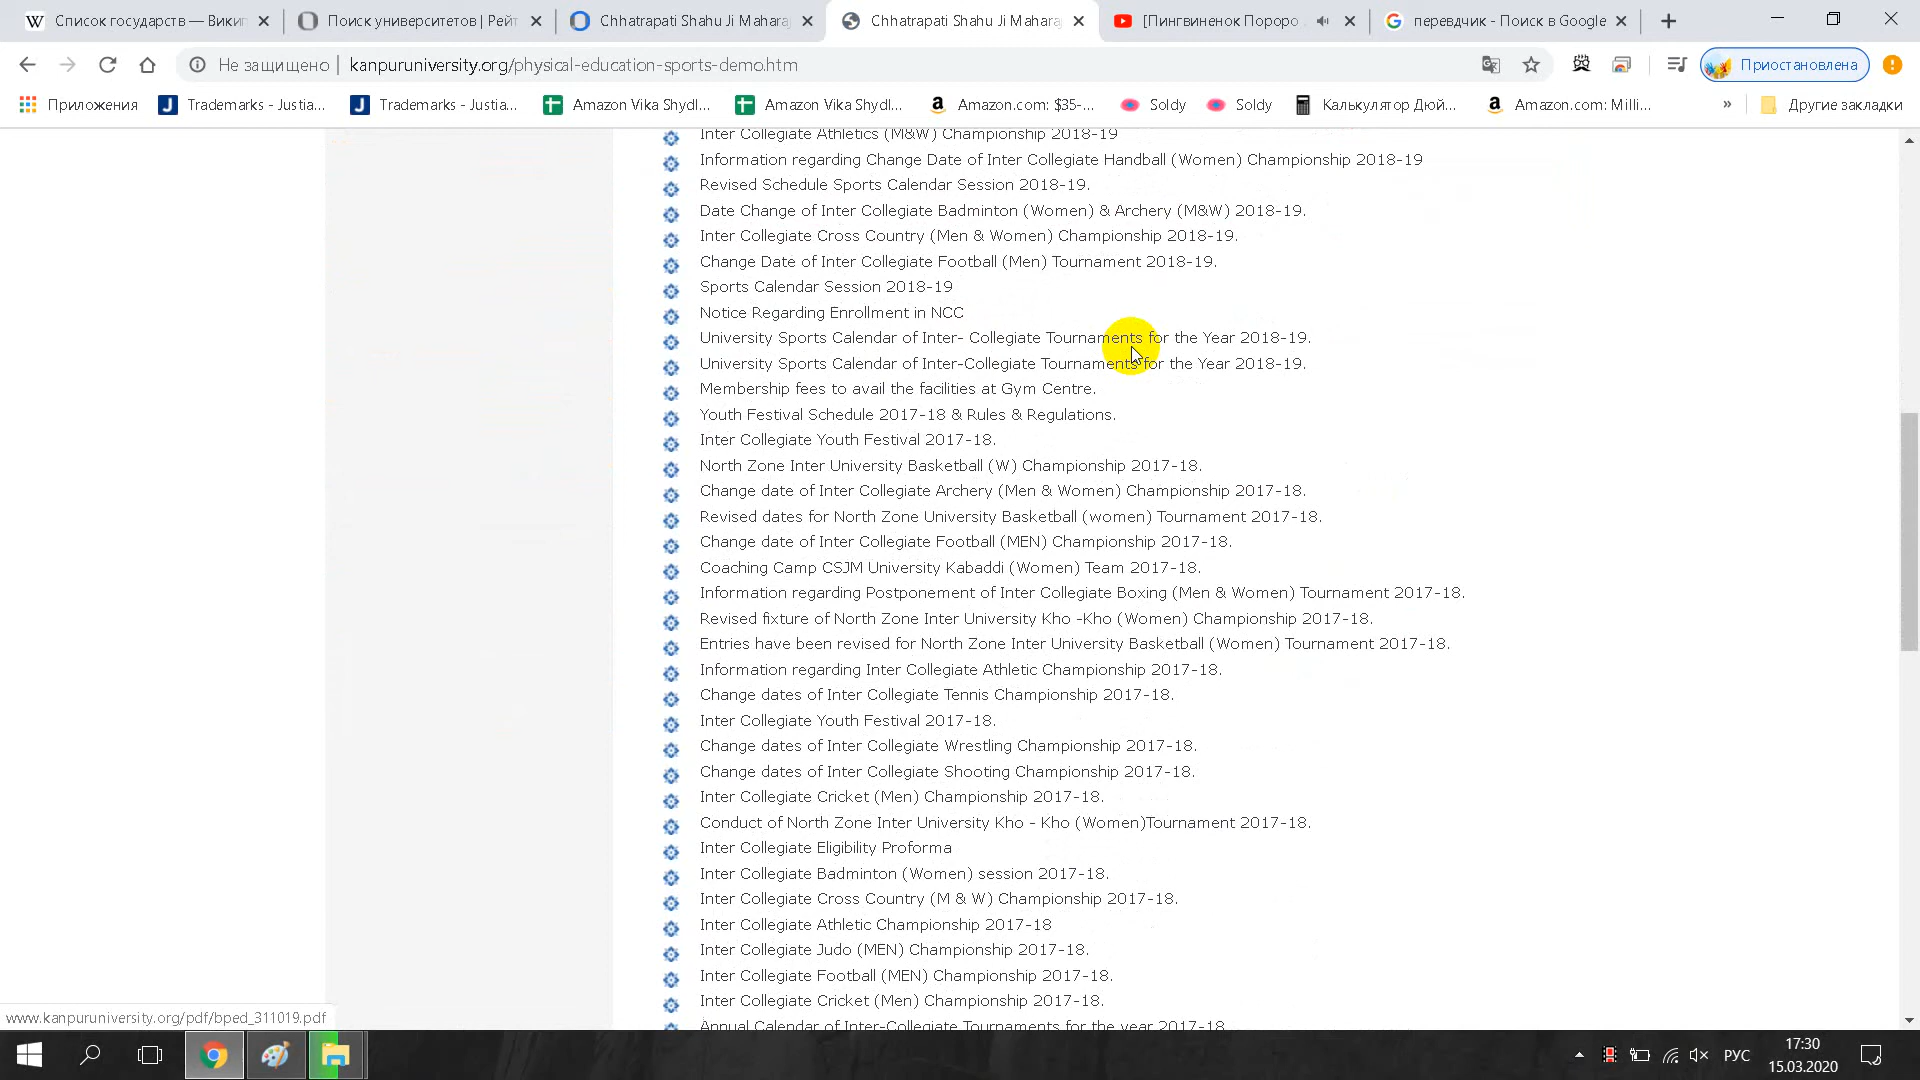 Список государств — Викип
Поиск университетов | Рейт
Chhatrapati Shahu Ji Mahara
Chhatrapati Shahu Ji Mahara
[Пингвиненок Пороро
перевдчик - Поиск в Google
Не защищено | kanpuruniversity.org/physical-education-sports-demo.htm
Приостановлена
Приложения
Trademarks - Justia...
Trademarks - Justia...
Amazon Vika Shydl...
Amazon Vika Shydl...
Amazon.com: $35-...
Soldy
Soldy
Калькулятор Дюй...
Amazon.com: Milli...
»
Другие закладки
Inter Collegiate Athletics (M&W) Championship 2018-19
Information regarding Change Date of Inter Collegiate Handball (Women) Championship 2018-19
Revised Schedule Sports Calendar Session 2018-19.
Date Change of Inter Collegiate Badminton (Women) & Archery (M&W) 2018-19.
Inter Collegiate Cross Country (Men & Women) Championship 2018-19.
Change Date of Inter Collegiate Football (Men) Tournament 2018-19.
Sports Calendar Session 2018-19
Notice Regarding Enrollment in NCC
University Sports Calendar of Inter- Collegiate Tournaments for the Year 2018-19.
University Sports Calendar of Inter-Collegiate Tournaments for the Year 2018-19.
Membership fees to avail the facilities at Gym Centre.
Youth Festival Schedule 2017-18 & Rules & Regulations.
Inter Collegiate Youth Festival 2017-18.
North Zone Inter University Basketball (W) Championship 2017-18.
Change date of Inter Collegiate Archery (Men & Women) Championship 2017-18.
Revised dates for North Zone University Basketball (women) Tournament 2017-18.
Change date of Inter Collegiate Football (MEN) Championship 2017-18.
Coaching Camp CSJM University Kabaddi (Women) Team 2017-18.
Information regarding Postponement of Inter Collegiate Boxing (Men & Women) Tournament 2017-18.
Revised fixture of North Zone Inter University Kho -Kho (Women) Championship 2017-18.
Entries have been revised for North Zone Inter University Basketball (Women) Tournament 2017-18.
Information regarding Inter Collegiate Athletic Championship 2017-18.
Change dates of Inter Collegiate Tennis Championship 2017-18.
Inter Collegiate Youth Festival 2017-18.
Change dates of Inter Collegiate Wrestling Championship 2017-18.
Change dates of Inter Collegiate Shooting Championship 2017-18.
Inter Collegiate Cricket (Men) Championship 2017-18.
Conduct of North Zone Inter University Kho - Kho (Women)Tournament 2017-18.
Inter Collegiate Eligibility Proforma
Inter Collegiate Badminton (Women) session 2017-18.
Inter Collegiate Cross Country (M & W) Championship 2017-18.
Inter Collegiate Athletic Championship 2017-18
Inter Collegiate Judo (MEN) Championship 2017-18.
Inter Collegiate Football (MEN) Championship 2017-18.
Inter Collegiate Cricket (Men) Championship 2017-18.
Annual Calendar of Inter-Collegiate Tournaments for the year 2017-18.
www.kanpuruniversity.org/pdf/bped_311019.pdf
РУС
17:30
15.03.2020